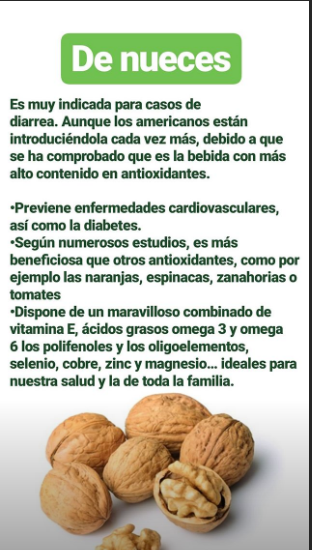 De nueces
Es muy indicada para casos de
diarrea. Aunque los americanos están
introduciéndola cada vez más, debido a que
se ha comprobado que es la bebida con más
alto contenido en antioxidantes.
•Previene enfermedades cardiovasculares,
así como la diabetes.
•Según numerosos estudios, es más
beneficiosa que otros antioxidantes, como por
ejemplo las naranjas, espinacas, zanahorias o
tomates
•Dispone de un maravilloso combinado de
vitamina E, ácidos grasos omega 3 y omega
6 los polifenoles y los oligoelementos,
selenio, cobre, zinc y magnesio... ideales para
nuestra salud y la de toda la familia.